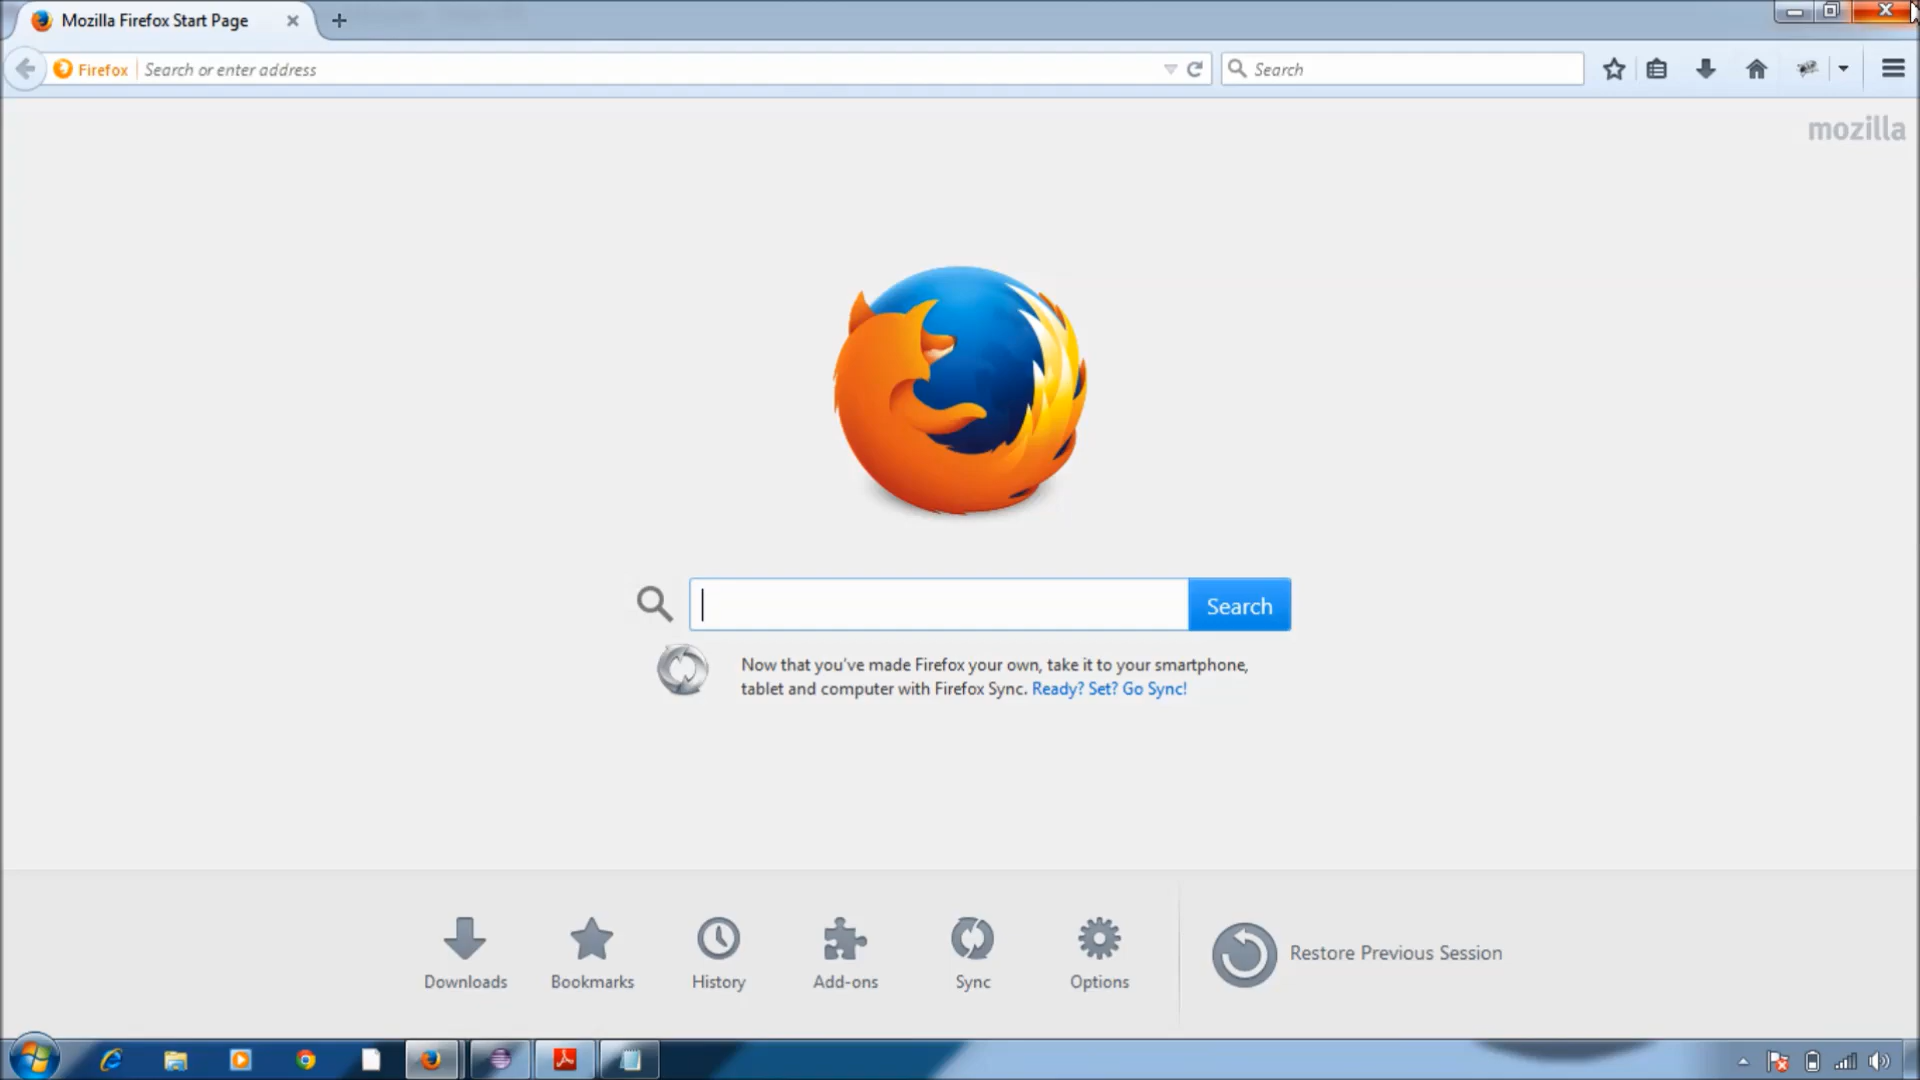 Mozilla Firefox Start Page
Firefox
Search or enter address
Search
mozilla
Search
Now that you've made Firefox your own, take it to your smartphone,
tablet and computer with Firefox Sync. Ready? Set? Go Sync!
Downloads
Bookmarks
History
Add-ons
Sync
Options
Restore Previous Session